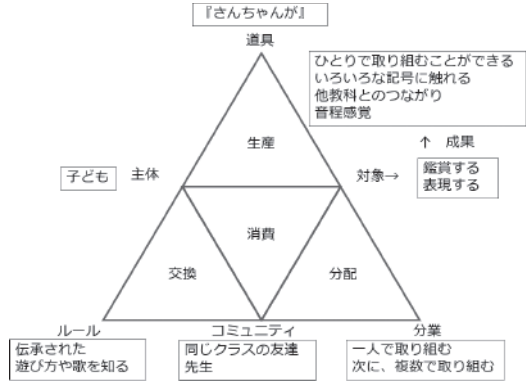 『さんちゃんが』
道具
ひとりで取り組むことができる
いろいろな記号に触れる
他教科とのつながり
音程感覚
生産
↑ 成果
子ども
主体
対象→
鑑賞する
表現する
消費
交換
分配
ルール
コミュニティ
分業
伝承された
遊び方や歌を知る
同じクラスの友達
先生
一人で取り組む
次に、複数で取り組む